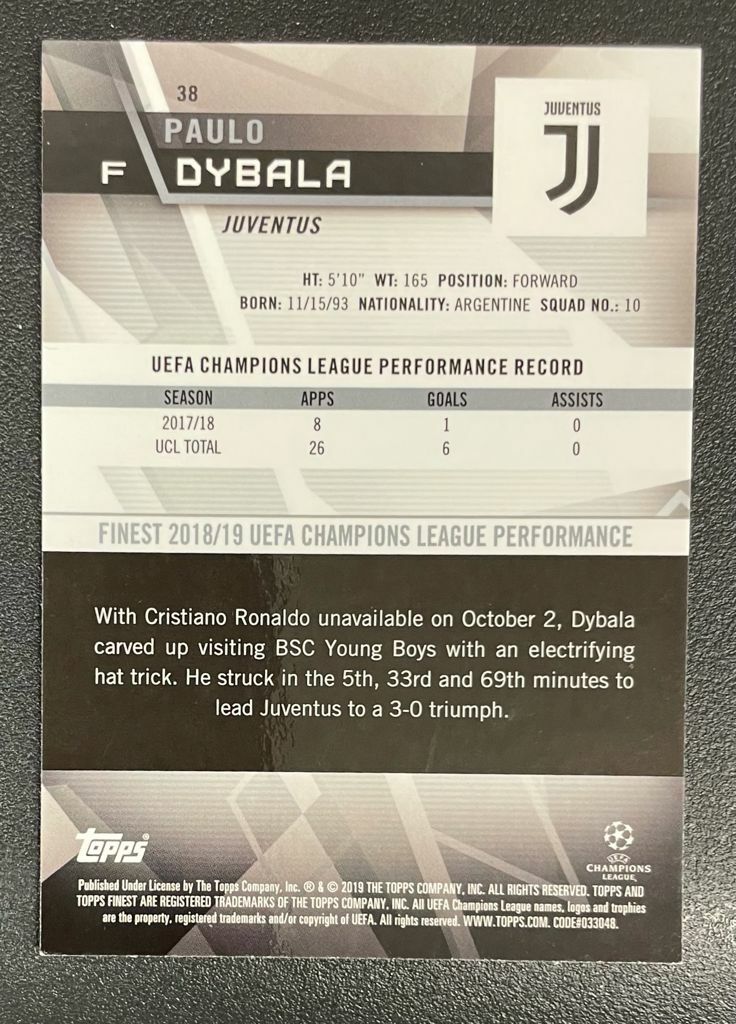 38
PAULO
F DYBALA
JUVENTUS
JUVENTUS
HT: 5'10" WT: 165 POSITION: FORWARD
BORN: 11/15/93 NATIONALITY: ARGENTINE SQUAD NO.: 10
UEFA CHAMPIONS LEAGUE PERFORMANCE RECORD
SEASON APPS GOALS ASSISTS
2017/18 8 1 0
UCL TOTAL 26 6 0
FINEST 2018/19 UEFA CHAMPIONS LEAGUE PERFORMANCE
With Cristiano Ronaldo unavailable on October 2, Dybala
carved up visiting BSC Young Boys with an electrifying
hat trick. He struck in the 5th, 33rd and 69th minutes to
lead Juventus to a 3-0 triumph.
Topps®
UEFA
CHAMPIONS
LEAGUE
Published Under License by The Topps Company, Inc. ® & © 2019 THE TOPPS COMPANY, INC. ALL RIGHTS RESERVED. TOPPS AND
TOPPS FINEST ARE REGISTERED TRADEMARKS OF THE TOPPS COMPANY, INC. All UEFA Champions League names, logos and trophies
are the property, registered trademarks and/or copyright of UEFA. All rights reserved. WWW.TOPPS.COM. CODE#033048.